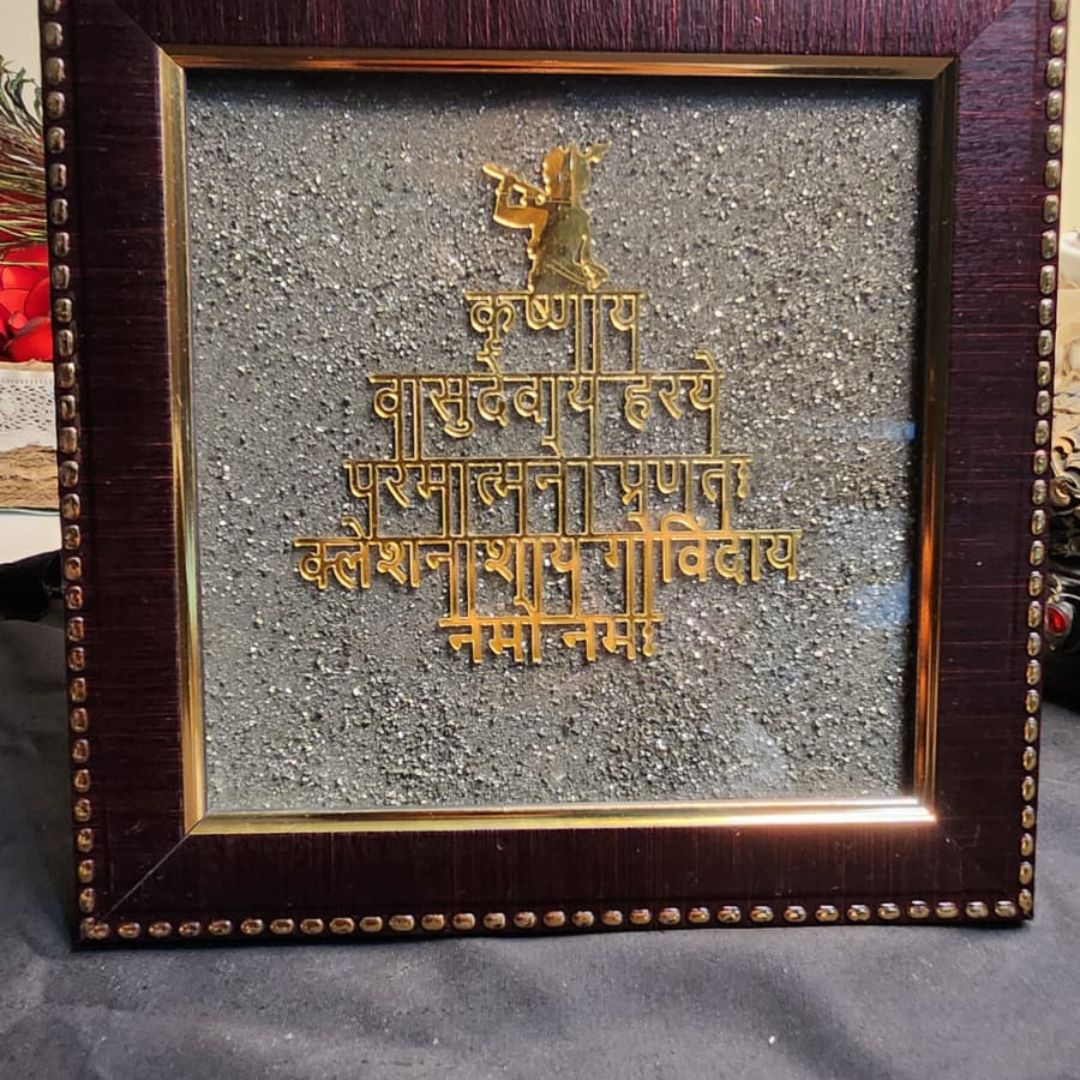 कृष्णाय
वासुदेवाय हरये
परमात्मने प्रणतः
क्लेशनाशाय गोविंदाय
नमो नमः